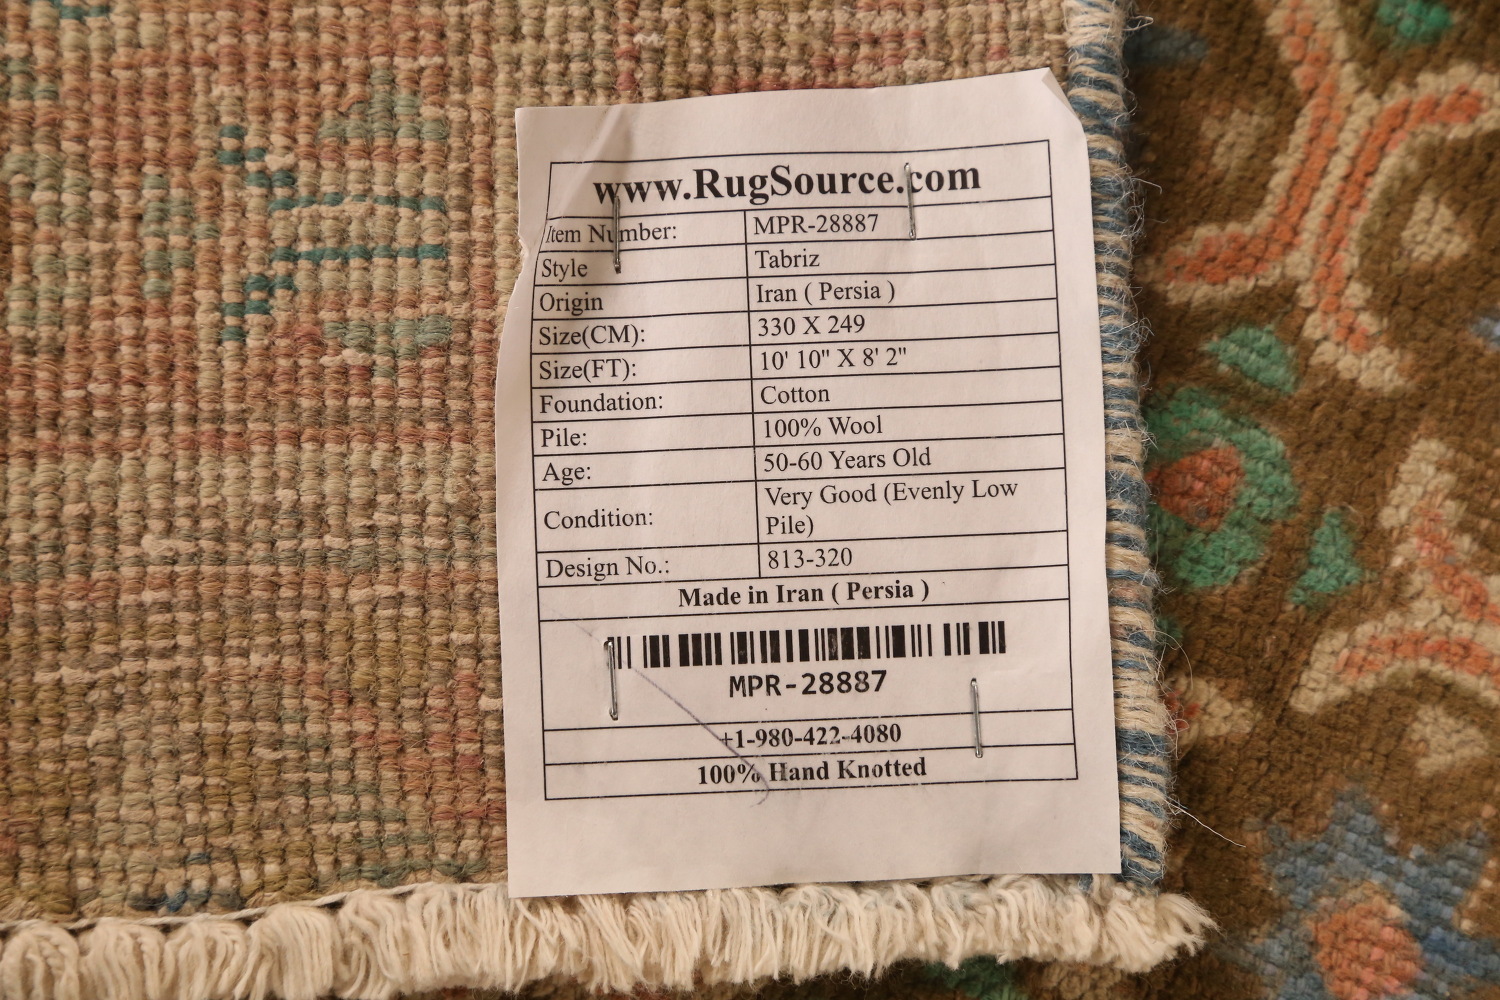 www.RugSource.com
Item Number: MPR-28887
Style Tabriz
Origin Iran ( Persia )
Size(CM): 330 X 249
Size(FT): 10' 10" X 8' 2"
Foundation: Cotton
Pile: 100% Wool
Age: 50-60 Years Old
Condition: Very Good (Evenly Low
Pile)
Design No.: 813-320
Made in Iran ( Persia )
MPR-28887
+1-980-422-4080
100% Hand Knotted